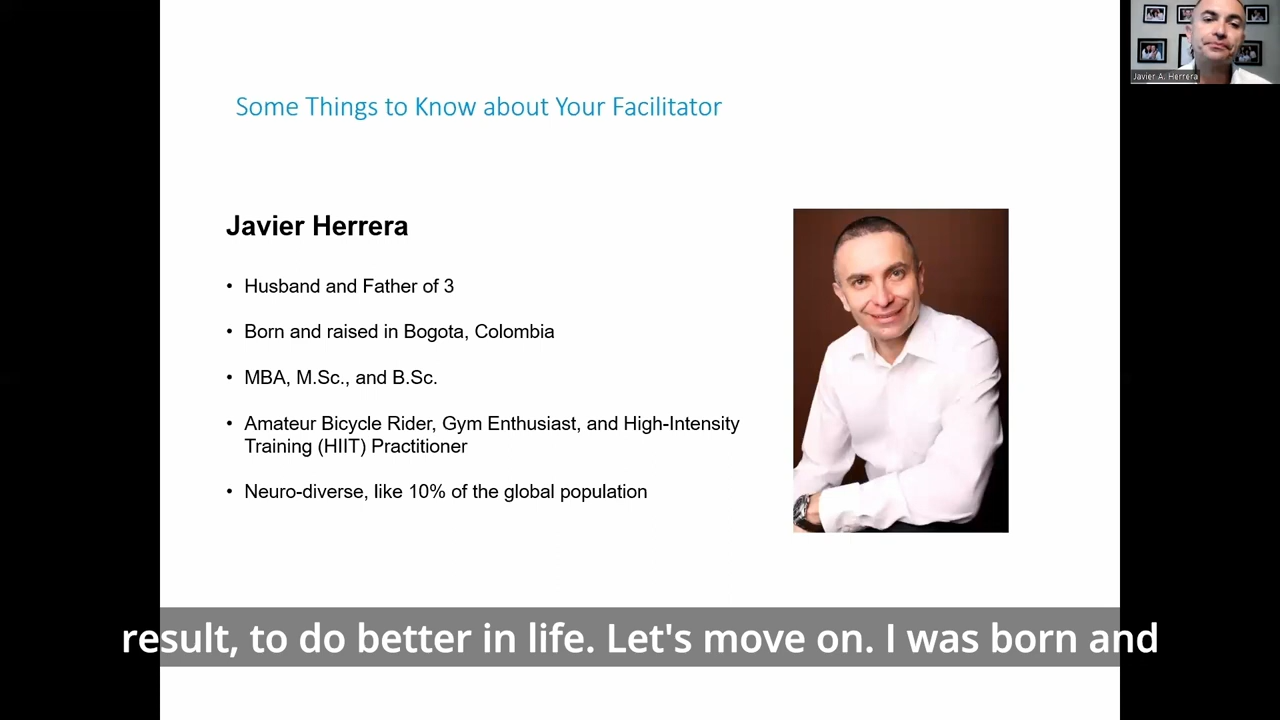 Javier A. Herrera
Some Things to Know about Your Facilitator
Javier Herrera
• Husband and Father of 3
• Born and raised in Bogota, Colombia
• MBA, M.Sc., and B.Sc.
• Amateur Bicycle Rider, Gym Enthusiast, and High-Intensity
Training (HIIT) Practitioner
• Neuro-diverse, like 10% of the global population
result, to do better in life. Let's move on. I was born and